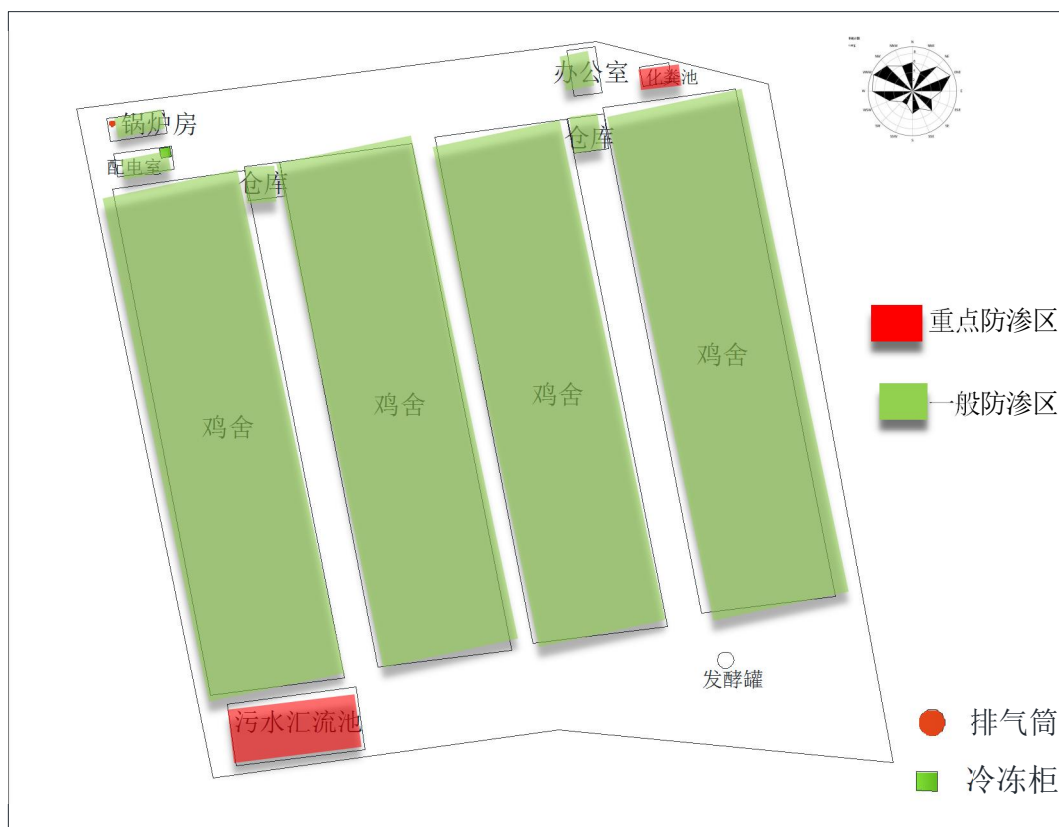 办公室
化粪池
锅炉房
仓库
配电室
仓库
重点防渗区
鸡舍
鸡舍
鸡舍
一般防渗区
鸡舍
发酵罐
污水汇流池
排气筒
冷冻柜